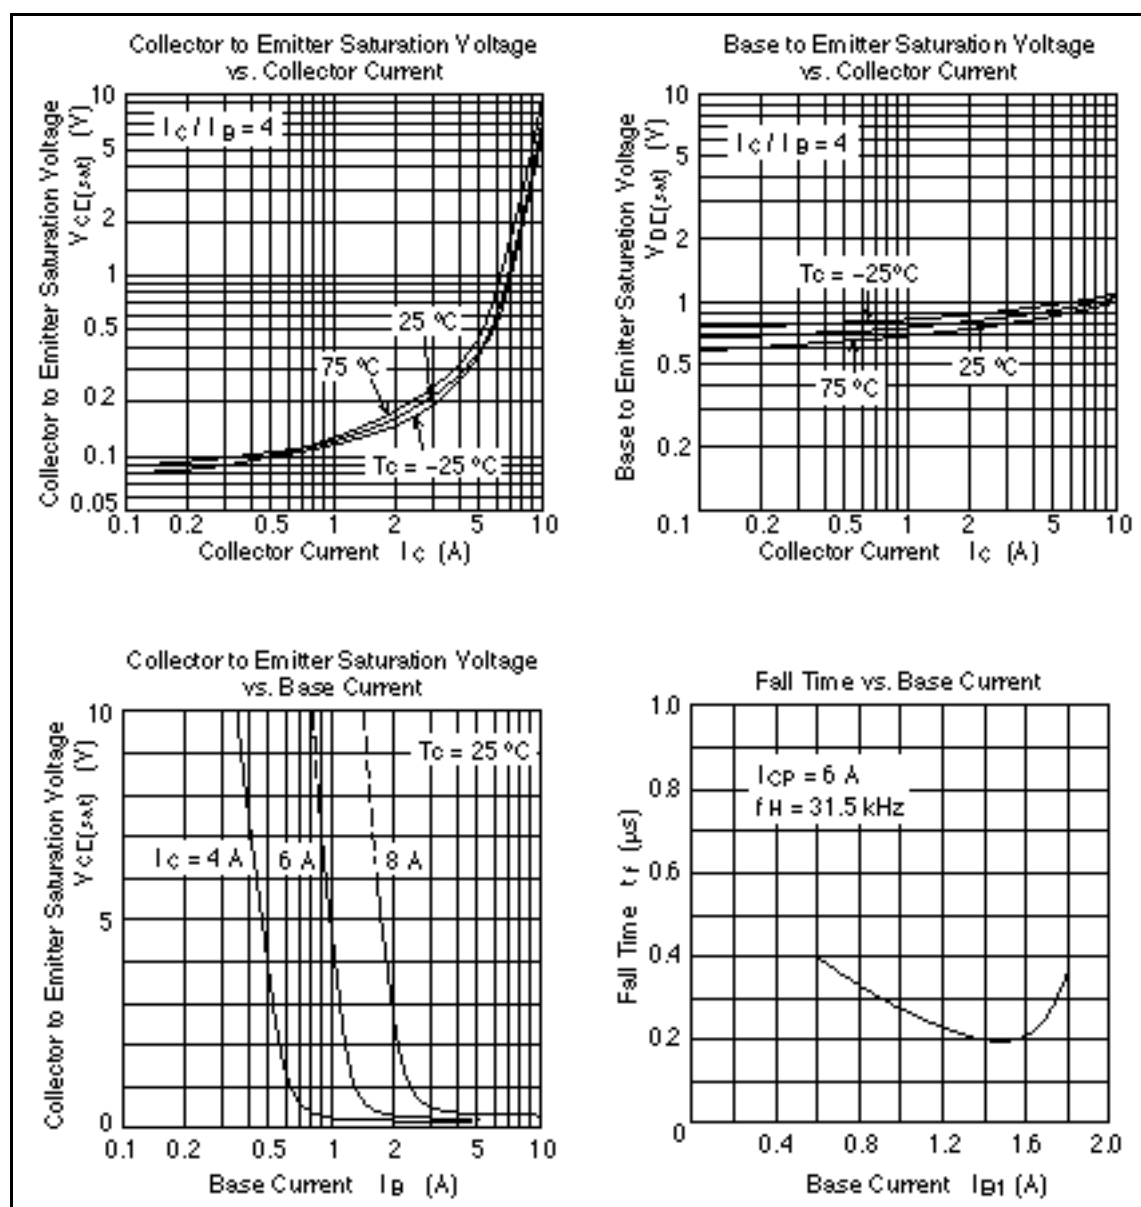 Collector to Emitter Saturation Voltage
vs. Collector Current
Collector to Emitter Saturation Voltage
VCE(sat) (V)
10
5
2
1
0.5
0.2
0.1
0.05
IC / IB = 4
25 ºC
75 ºC
Tc = −25ºC
0.1 0.2 0.5 1 2 5 10
Collector Current IC (A)
Base to Emitter Saturation Voltage
vs. Collector Current
Base to Emitter Saturetion Voltage
VBE(sat) (V)
10
5
2
1
0.5
0.2
IC / IB = 4
Tc = −25ºC
25 ºC
75 ºC
0.1 0.2 0.5 1 2 5 10
Collector Current IC (A)
Collector to Emitter Saturation Voltage
vs. Base Current
Collector to Emitter Saturation Voltage
VCE(sat) (V)
10
5
0
Tc = 25 ºC
IC = 4 A 6 A 8 A
0.1 0.2 0.5 1 2 5 10
Base Current IB (A)
Fall Time vs. Base Current
Fall Time tf (µs)
1.0
0.8
0.6
0.4
0.2
0
ICP = 6 A
fH = 31.5 kHz
0.4 0.8 1.2 1.6 2.0
Base Current IB1 (A)